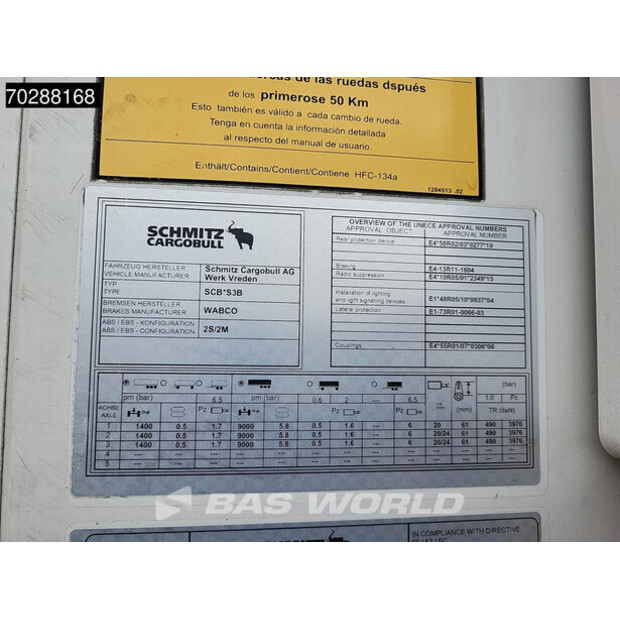 70288168
de las ruedas dspués
de los primerose 50 Km
Esto también es válido a cada cambio de rueda.
Tenga en cuenta la información detallada
al respecto del manual de usuario.
Enthält/Contains/Contient/Contiene HFC-134a
1284513 .02
SCHMITZ
CARGOBULL
FAHRZEUG HERSTELLER
VEHICLE MANUFACTURER
Schmitz Cargobull AG
Werk Vreden
TYP
TYPE
SCB*S3B
BREMSEN HERSTELLER
BRAKES MANUFACTURER
WABCO
ABS / EBS - KONFIGURATION
ABS / EBS - CONFIGURATION
2S/2M
OVERVIEW OF THE UNECE APPROVAL NUMBERS
APPROVAL OBJECT APPROVAL NUMBER
Rear protection device E4*58R02/03*0277*10
Braking E4-13R11-1604
Radio suppression E4*10R05/01*2349*15
Installation of lighting
and light signalling devices E1*48R05/10*0937*04
Lateral protection E1-73R01-0066-03
Couplings E4*55R01/07*0306*06
pm (bar) 6.5 pm (bar) 0.6 2 --- 6.5 (bar)
1.0 Pz
ACHSE
AXLE
Pz Pz Pz (mm) TR (daN)
1 1400 0.5 1.7 9000 5.8 0.5 1.6 --- 6 20 61 490 3976
2 1400 0.5 1.7 9000 5.8 0.5 1.6 --- 6 20/24 61 490 3976
3 1400 0.5 1.7 9000 5.8 0.5 1.6 --- 6 20/24 61 490 3976
4 --- --- --- --- --- --- --- --- --- --- --- --- ---
5 --- --- --- --- --- --- --- --- --- --- --- --- ---
BAS WORLD
SCHMITZ
IN COMPLIANCE WITH DIRECTIVE